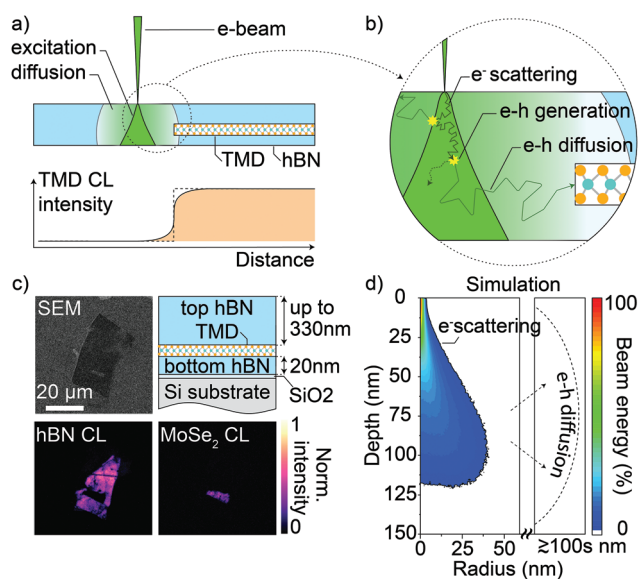 a)
e-beam
excitation
diffusion
TMD
hBN
TMD CL
intensity
Distance
b)
e⁻ scattering
e-h generation
e-h diffusion
c)
SEM
20 µm
top hBN
TMD
bottom hBN
Si substrate
up to
330nm
20nm
SiO2
hBN CL
MoSe₂ CL
1
Norm.
intensity
0
d)
Simulation
0
25
50
75
100
125
150
Depth (nm)
e⁻scattering
e-h diffusion
0
25
50
≳100s nm
Radius (nm)
100
0
Beam energy (%)